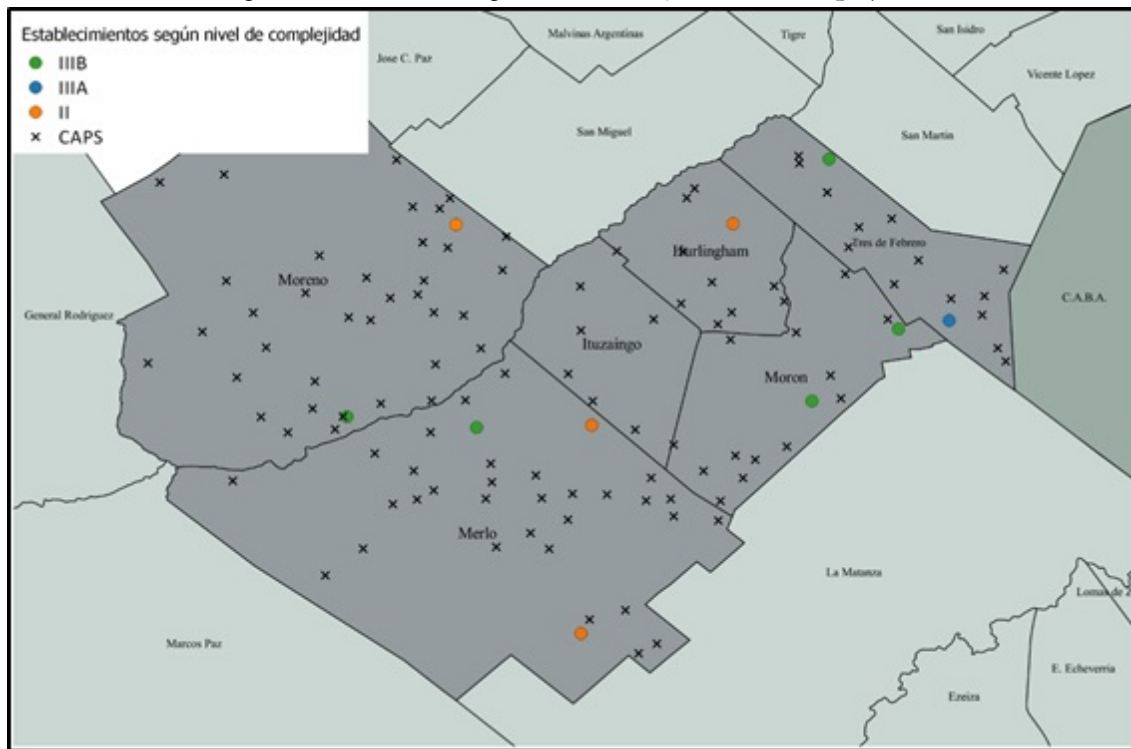 Establecimientos según nivel de complejidad
IIIB
IIIA
II
CAPS
Malvinas Argentinas
Tigre
San Isidro
Jose C. Paz
Vicente Lopez
San Miguel
San Martin
Tres de Febrero
Hurlingham
Moreno
C.A.B.A.
General Rodriguez
Ituzaingo
Moron
Merlo
La Matanza
Lomas de Z
Marcos Paz
E. Echeverria
Ezeiza